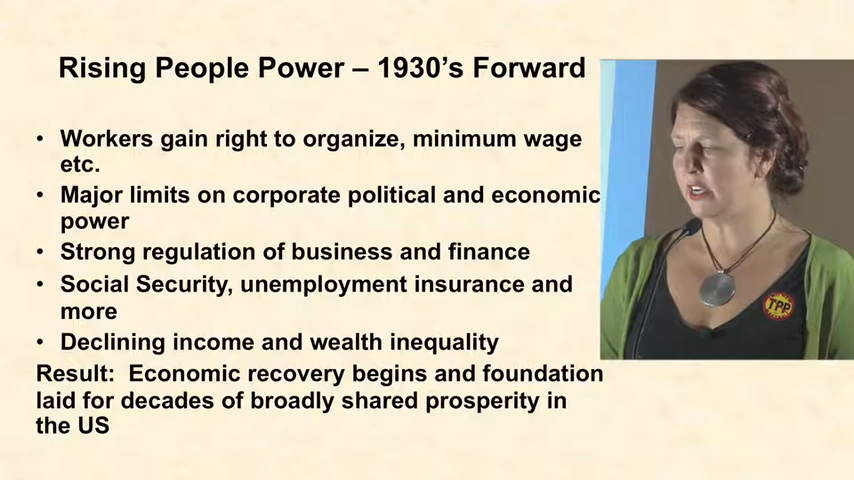 Rising People Power – 1930's Forward
• Workers gain right to organize, minimum wage
etc.
• Major limits on corporate political and economic
power
• Strong regulation of business and finance
• Social Security, unemployment insurance and
more
• Declining income and wealth inequality
Result:  Economic recovery begins and foundation
laid for decades of broadly shared prosperity in
the US
TPP